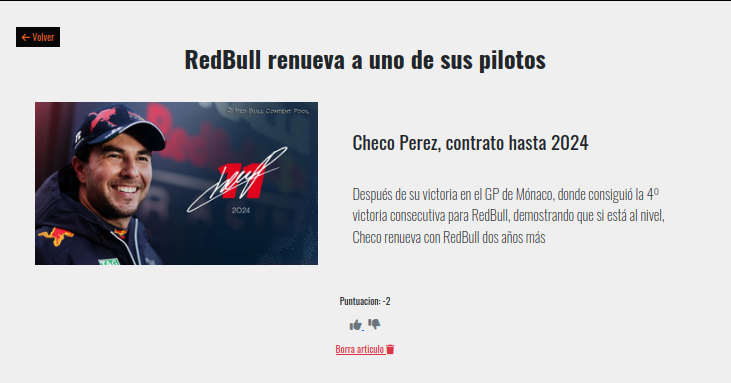 Volver
RedBull renueva a uno de sus pilotos
© Red Bull Content Pool
11
2024
Checo Perez, contrato hasta 2024
Después de su victoria en el GP de Mónaco, donde consiguió la 4º
victoria consecutiva para RedBull, demostrando que si está al nivel,
Checo renueva con RedBull dos años más
Puntuacion: -2
Borra articulo